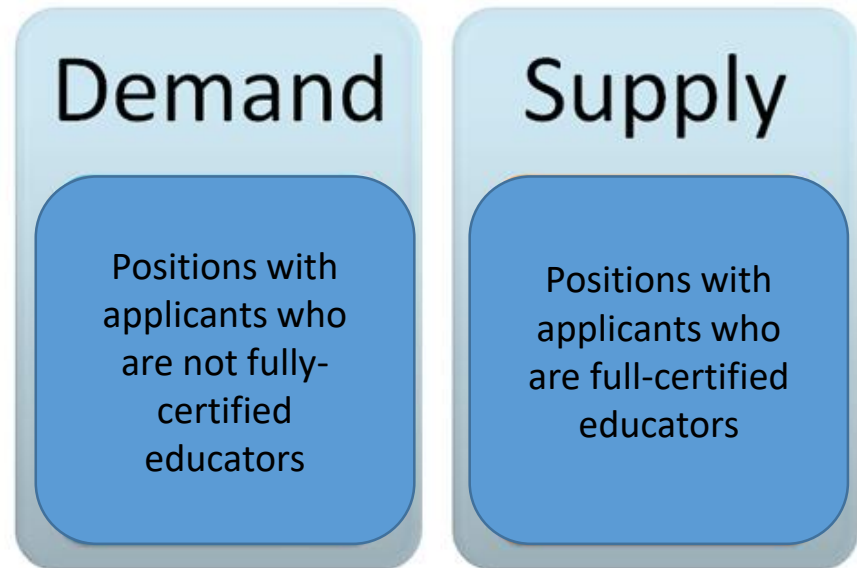 Demand
Positions with
applicants who
are not fully-
certified
educators
Supply
Positions with
applicants who
are full-certified
educators